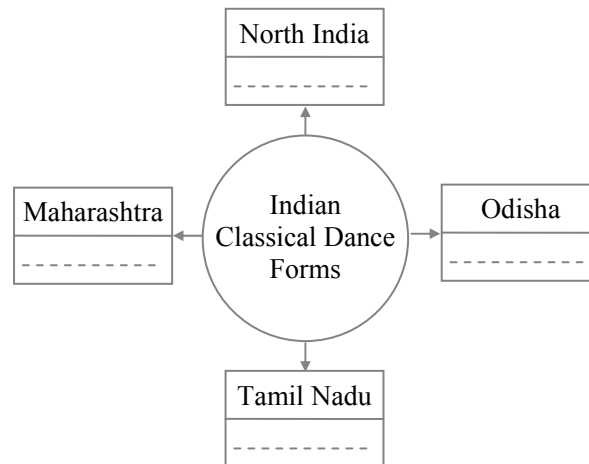 North India
Maharashtra
Indian
Classical Dance
Forms
Odisha
Tamil Nadu